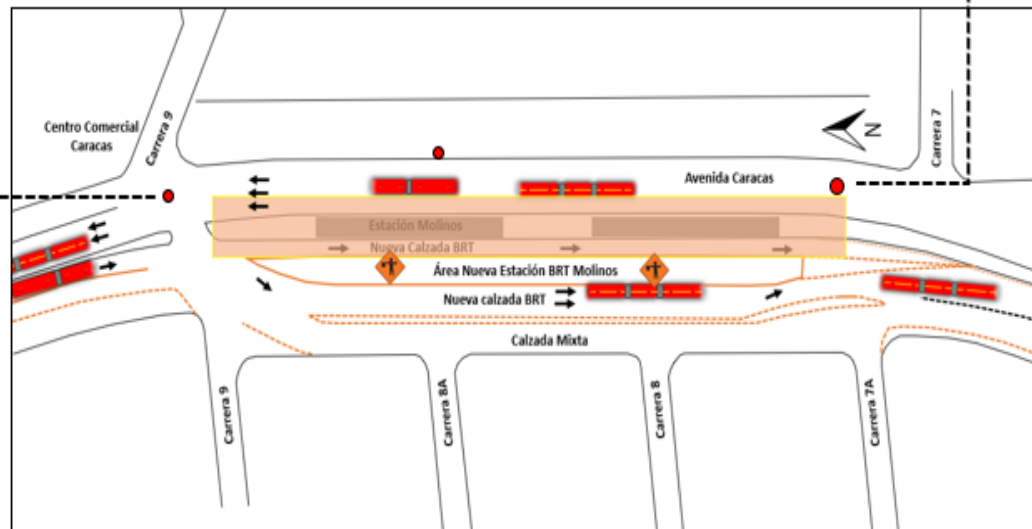 Centro Comercial
Caracas
Carrera 9
N
Carrera 7
Avenida Caracas
Estación Molinos
Nueva Calzada BRT
Área Nueva Estación BRT Molinos
Nueva calzada BRT
Calzada Mixta
Carrera 9
Carrera 8A
Carrera 8
Carrera 7A